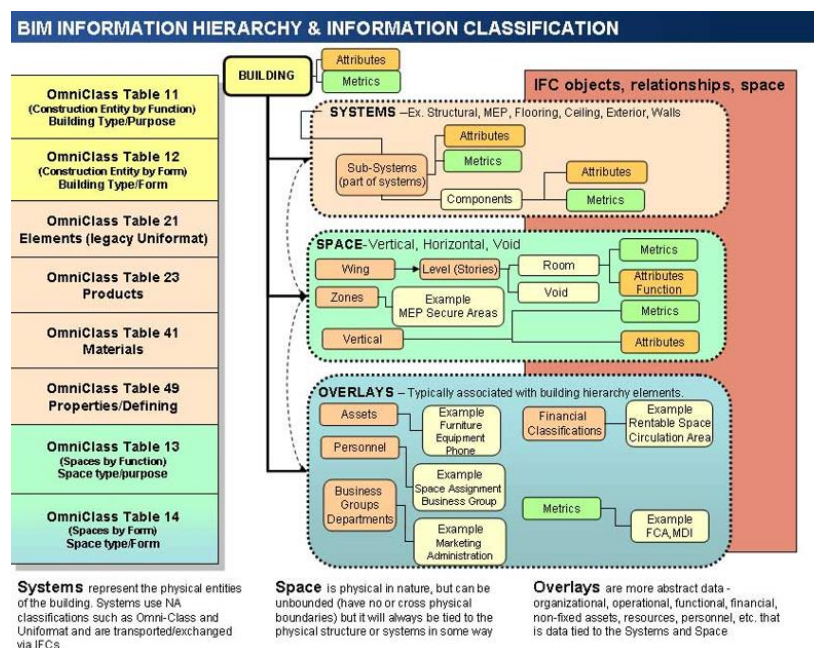 BIM INFORMATION HIERARCHY & INFORMATION CLASSIFICATION
OmniClass Table 11
(Construction Entity by Function)
Building Type/Purpose
OmniClass Table 12
(Construction Entity by Form)
Building Type/Form
OmniClass Table 21
Elements (legacy Uniformat)
OmniClass Table 23
Products
OmniClass Table 41
Materials
OmniClass Table 49
Properties/Defining
OmniClass Table 13
(Spaces by Function)
Space type/purpose
OmniClass Table 14
(Spaces by Form)
Space type/Form
BUILDING
Attributes
Metrics
IFC objects, relationships, space
SYSTEMS –Ex. Structural, MEP, Flooring, Ceiling, Exterior, Walls
Sub-Systems
(part of systems)
Attributes
Metrics
Components
Attributes
Metrics
SPACE-Vertical, Horizontal, Void
Wing
Level (Stories)
Room
Void
Metrics
Attributes
Function
Zones
Example
MEP Secure Areas
Vertical
Metrics
Attributes
OVERLAYS – Typically associated with building hierarchy elements.
Assets
Example
Furniture
Equipment
Phone
Personnel
Example
Space Assignment
Business Group
Business
Groups
Departments
Example
Marketing
Administration
Financial
Classifications
Example
Rentable Space
Circulation Area
Metrics
Example
FCA,MDI
Systems represent the physical entities
of the building. Systems use NA
classifications such as Omni-Class and
Uniformat and are transported/exchanged
via IFCs
Space is physical in nature, but can be
unbounded (have no or cross physical
boundaries) but it will always be tied to the
physical structure or systems in some way
Overlays are more abstract data -
organizational, operational, functional, financial,
non-fixed assets, resources, personnel, etc. that
is data tied to the Systems and Space